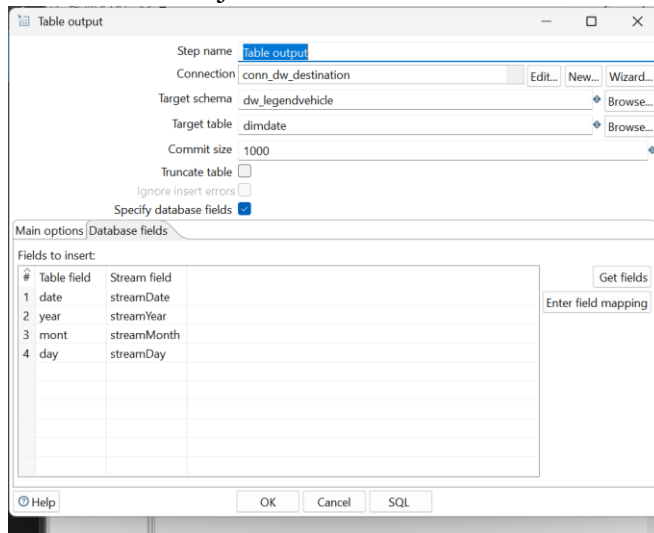 Table output
Step name Table output
Connection conn_dw_destination Edit... New... Wizard...
Target schema dw_legendvehicle Browse...
Target table dimdate Browse...
Commit size 1000
Truncate table
Ignore insert errors
Specify database fields
Main options Database fields
Fields to insert:
# Table field Stream field
Get fields
1 date streamDate
Enter field mapping
2 year streamYear
3 mont streamMonth
4 day streamDay
Help OK Cancel SQL